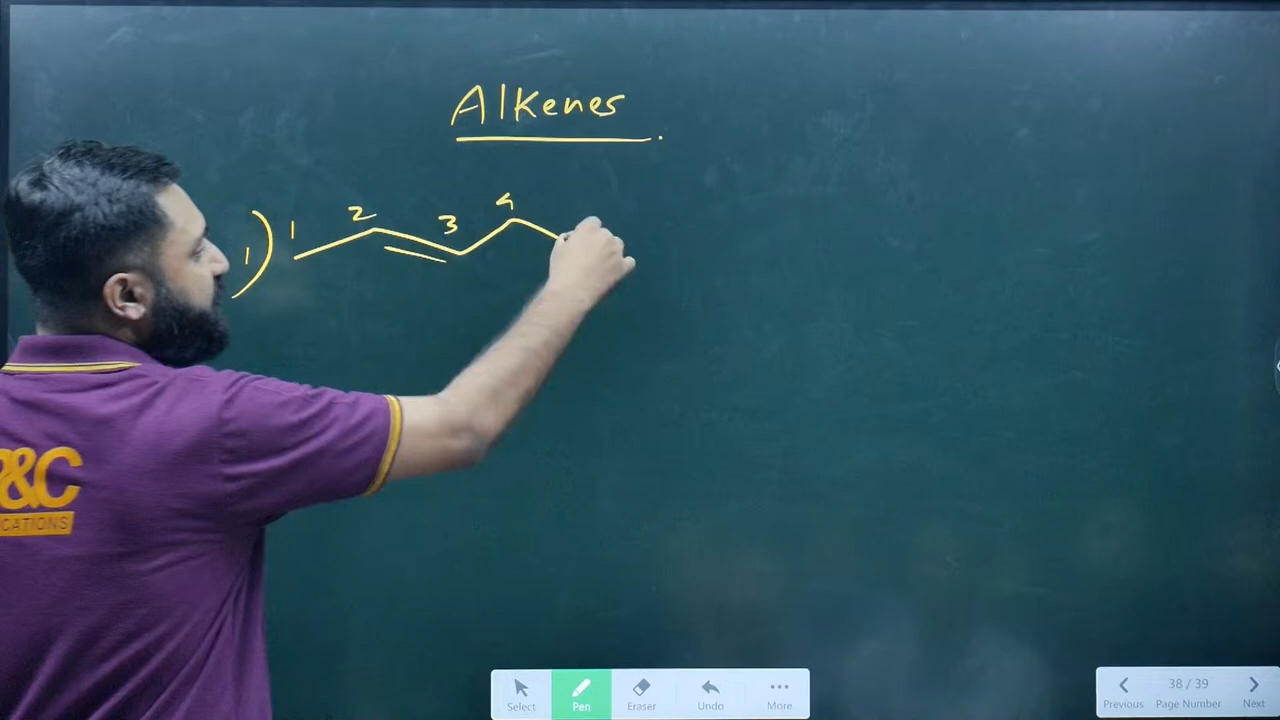 Alkenes
1) 1 2 3 4
&C
CATIONS
Select Pen Eraser Undo More
Previous 38 / 39 Page Number Next